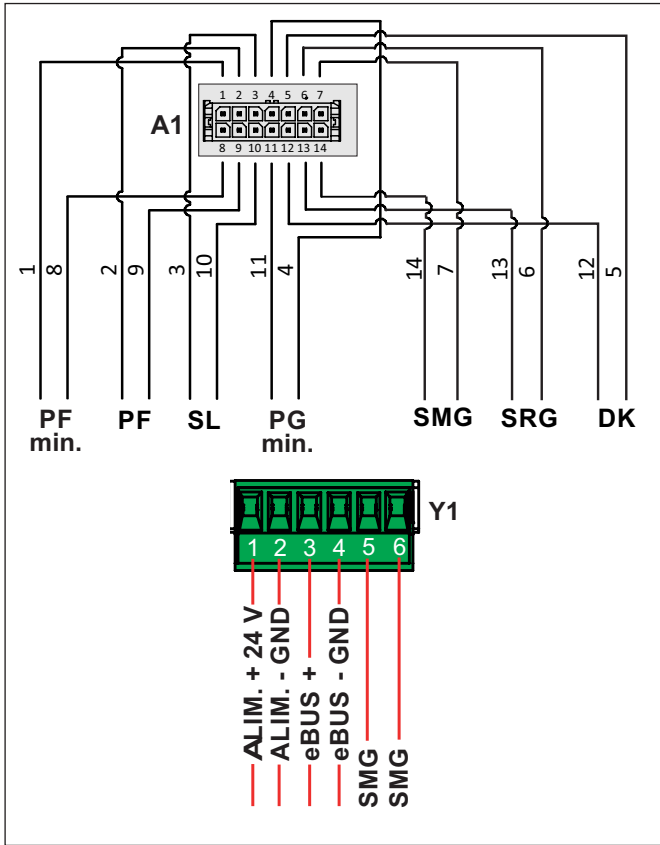 1 2 3 4 5 6 7
A1
8 9 10 11 12 13 14
1 8 2 9 3 10 11 4 14 7 13 6 12 5
PF min. PF SL PG min. SMG SRG DK
Y1
1 2 3 4 5 6
ALIM. + 24 V
ALIM. - GND
eBUS +
eBUS - GND
SMG
SMG